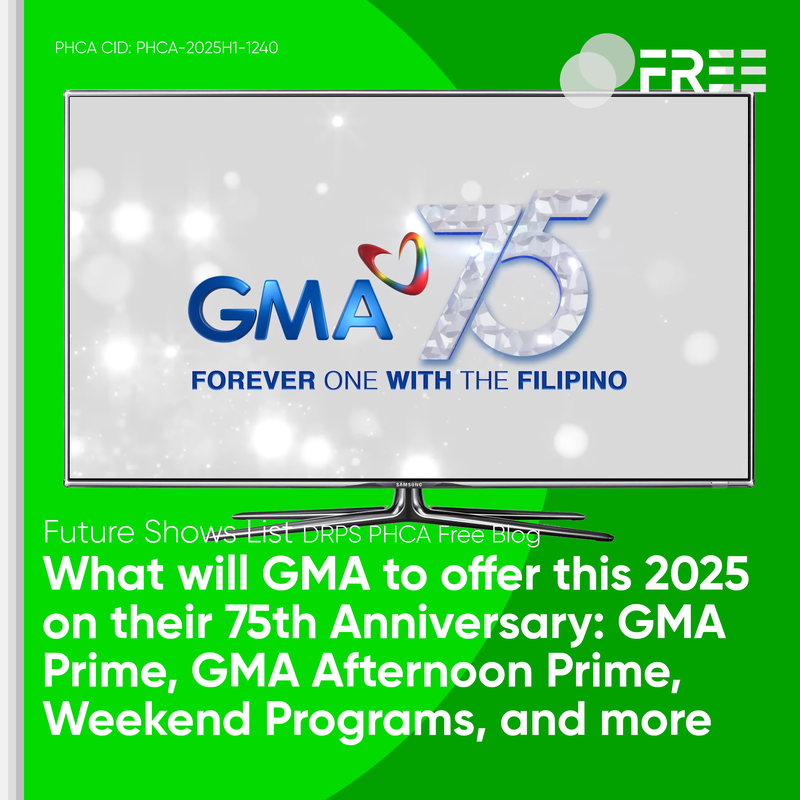 PHCA CID: PHCA-2025H1-1240
FREE
GMA 75
FOREVER ONE WITH THE FILIPINO
SAMSUNG
Future Shows List DRPS PHCA Free Blog
What will GMA to offer this 2025
on their 75th Anniversary: GMA
Prime, GMA Afternoon Prime,
Weekend Programs, and more